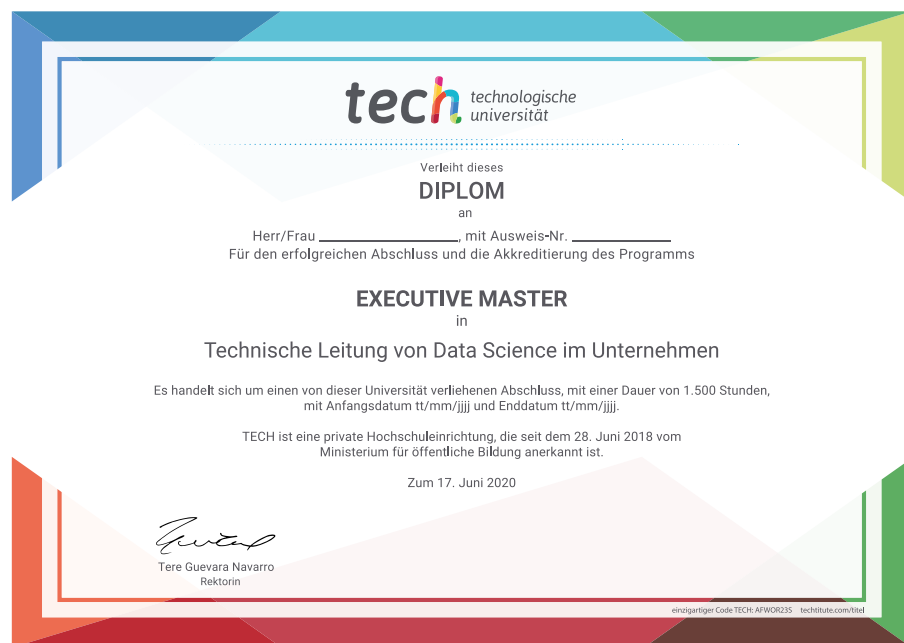 tech technologische
universität
Verleiht dieses
DIPLOM
an
Herr/Frau ____________________, mit Ausweis-Nr. ______________
Für den erfolgreichen Abschluss und die Akkreditierung des Programms
EXECUTIVE MASTER
in
Technische Leitung von Data Science im Unternehmen
Es handelt sich um einen von dieser Universität verliehenen Abschluss, mit einer Dauer von 1.500 Stunden,
mit Anfangsdatum tt/mm/jjjj und Enddatum tt/mm/jjjj.
TECH ist eine private Hochschuleinrichtung, die seit dem 28. Juni 2018 vom
Ministerium für öffentliche Bildung anerkannt ist.
Zum 17. Juni 2020
Tere Guevara Navarro
Rektorin
einzigartiger Code TECH: AFWOR23S techtitute.com/titel